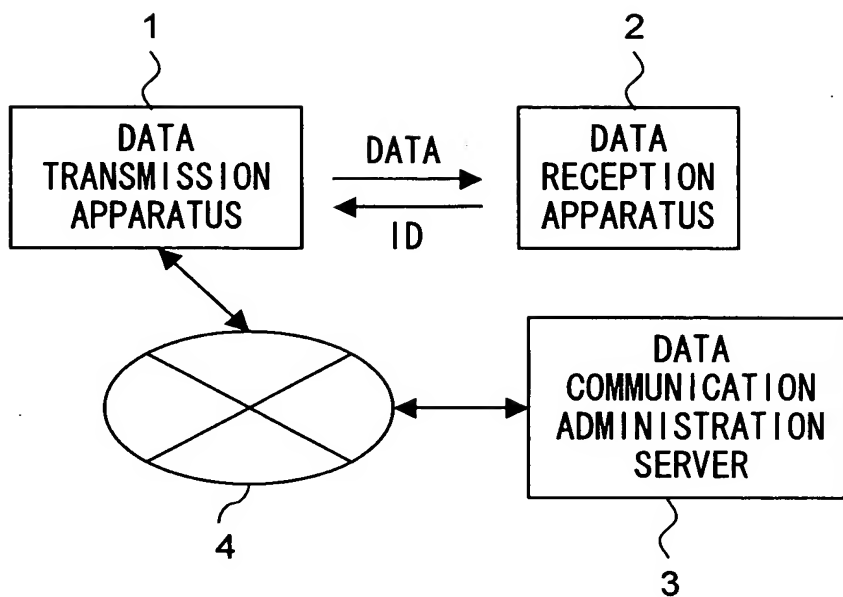 1
2
DATA
TRANSMISSION
APPARATUS
DATA
ID
DATA
RECEPTION
APPARATUS
DATA
COMMUNICATION
ADMINISTRATION
SERVER
4
3